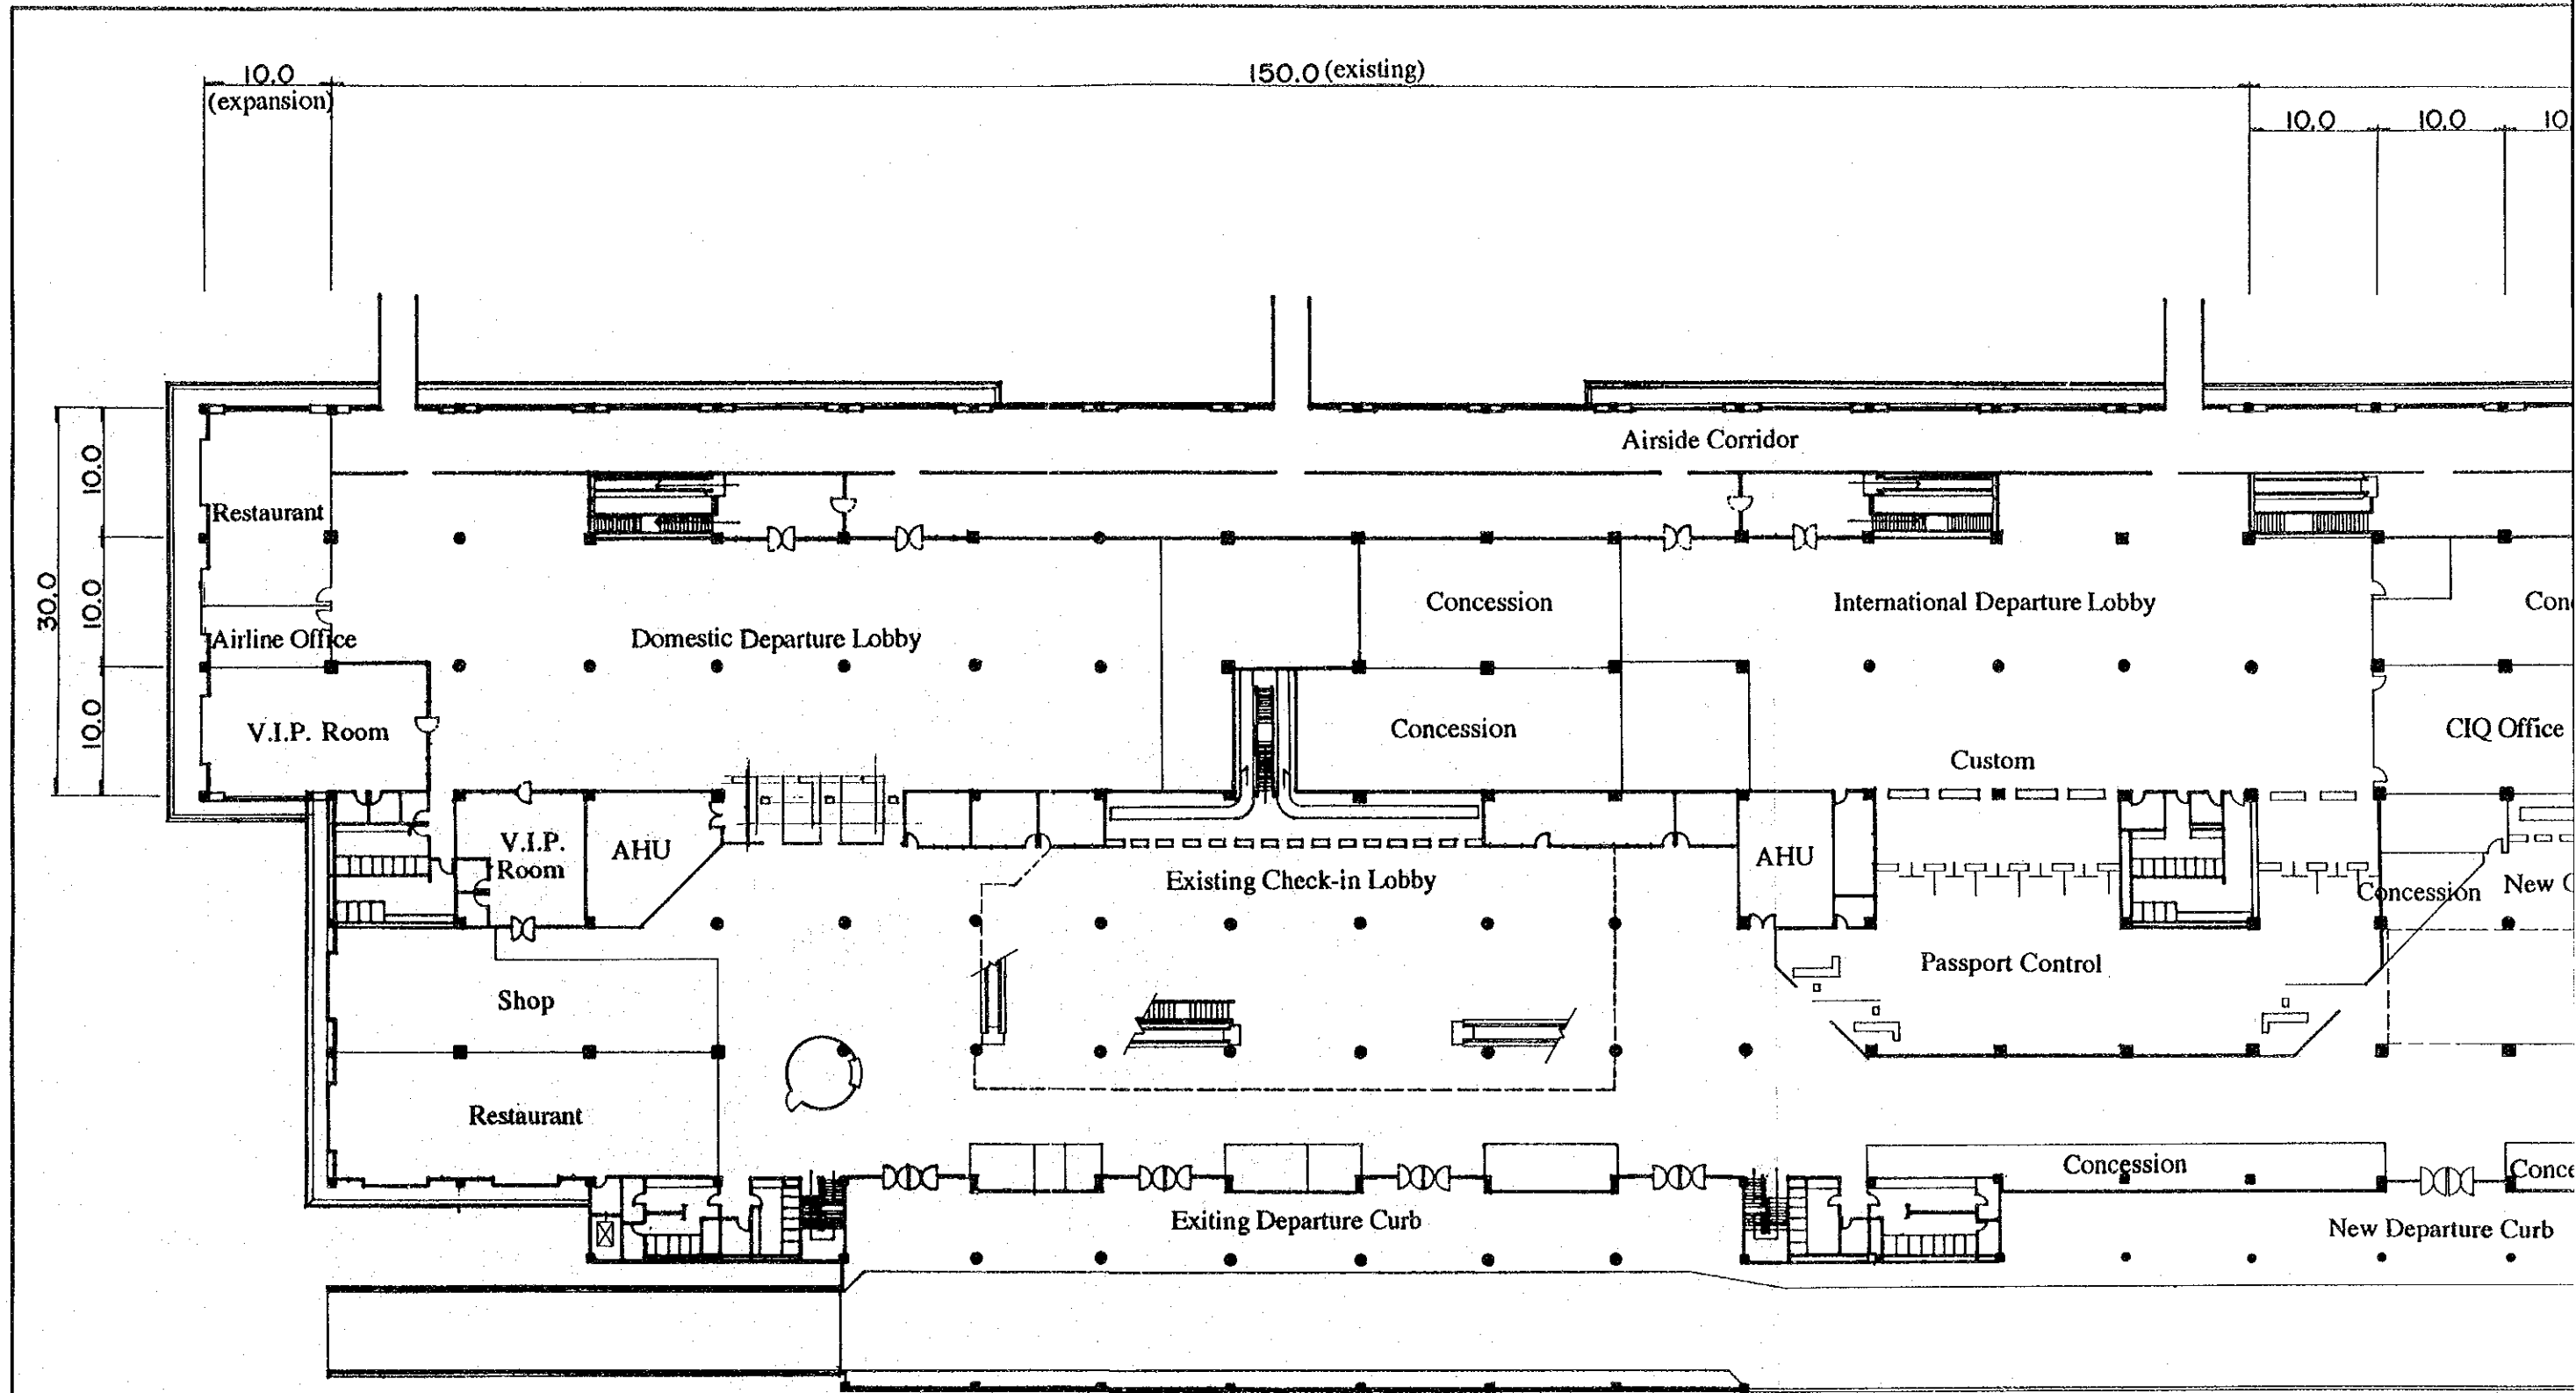 10.0
(expansion)
150.0 (existing)
10.0
10.0
10
Airside Corridor
30.0
10.0
10.0
10.0
Restaurant
Airline Office
V.I.P. Room
Domestic Departure Lobby
Concession
Concession
International Departure Lobby
Custom
CIQ Office
V.I.P.
Room
AHU
Existing Check-in Lobby
AHU
Concession
New
Passport Control
Shop
Restaurant
Concession
Exiting Departure Curb
New Departure Curb